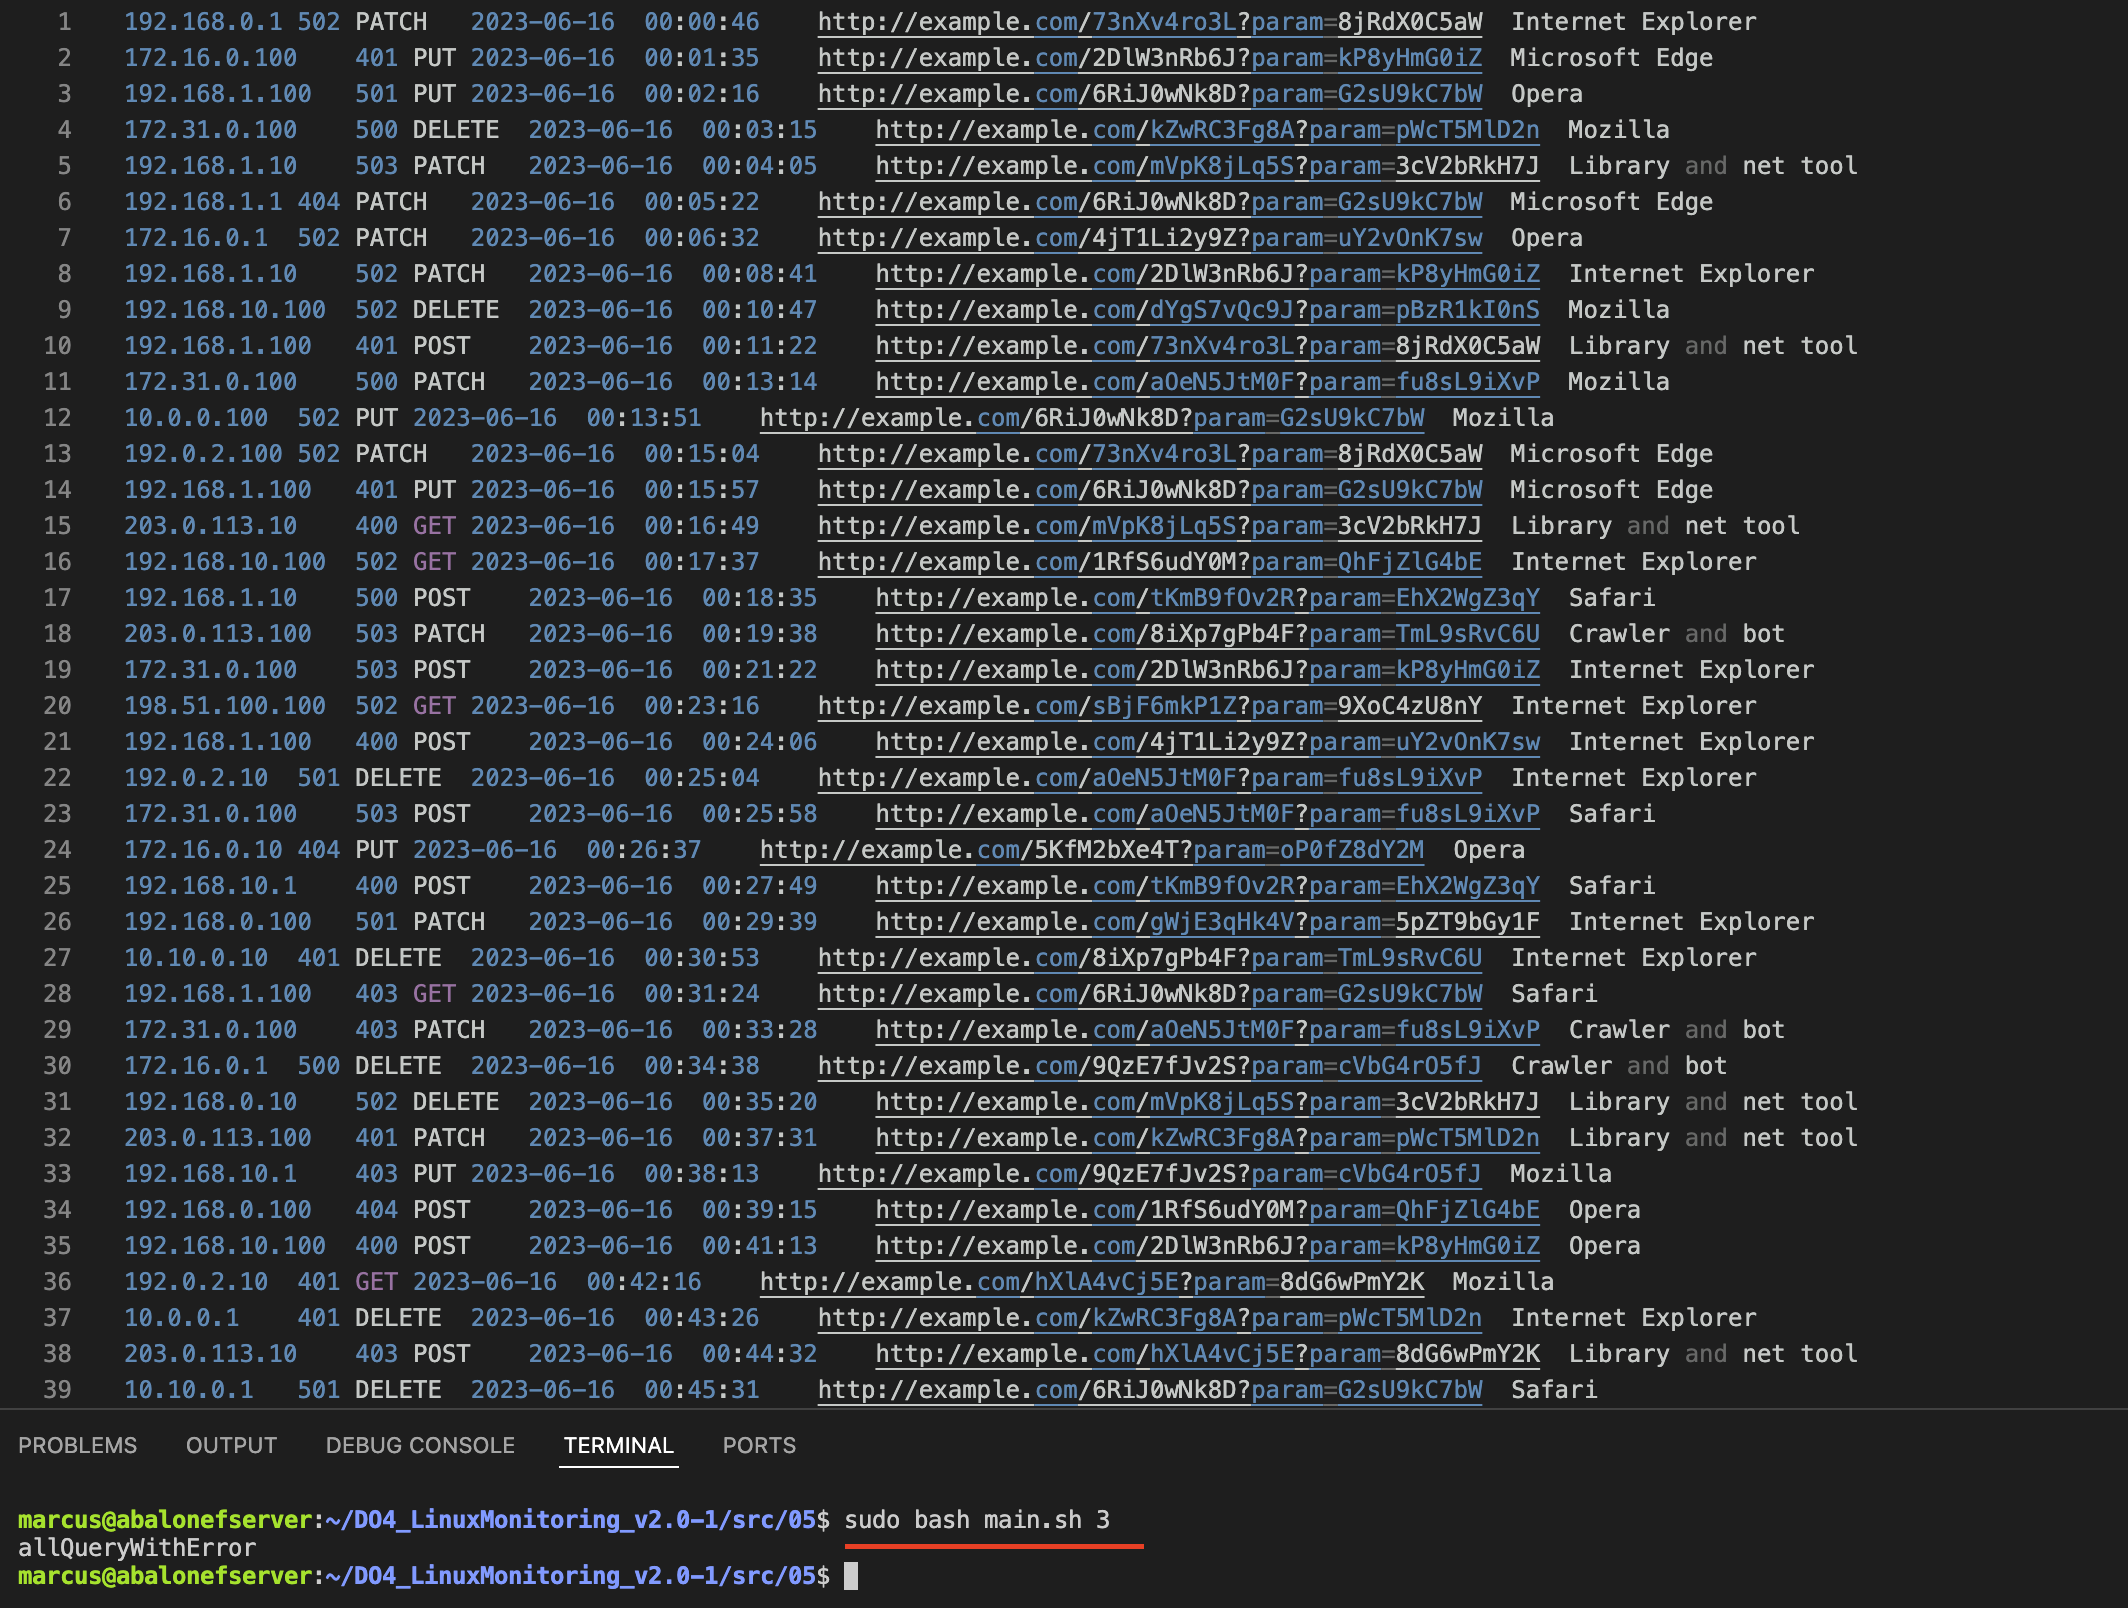 1 192.168.0.1 502 PATCH 2023-06-16 00:00:46 http://example.com/73nXv4ro3L?param=8jRdX0C5aW Internet Explorer
2 172.16.0.100 401 PUT 2023-06-16 00:01:35 http://example.com/2DlW3nRb6J?param=kP8yHmG0iZ Microsoft Edge
3 192.168.1.100 501 PUT 2023-06-16 00:02:16 http://example.com/6RiJ0wNk8D?param=G2sU9kC7bW Opera
4 172.31.0.100 500 DELETE 2023-06-16 00:03:15 http://example.com/kZwRC3Fg8A?param=pWcT5MlD2n Mozilla
5 192.168.1.10 503 PATCH 2023-06-16 00:04:05 http://example.com/mVpK8jLq5S?param=3cV2bRkH7J Library and net tool
6 192.168.1.1 404 PATCH 2023-06-16 00:05:22 http://example.com/6RiJ0wNk8D?param=G2sU9kC7bW Microsoft Edge
7 172.16.0.1 502 PATCH 2023-06-16 00:06:32 http://example.com/4jT1Li2y9Z?param=uY2vOnK7sw Opera
8 192.168.1.10 502 PATCH 2023-06-16 00:08:41 http://example.com/2DlW3nRb6J?param=kP8yHmG0iZ Internet Explorer
9 192.168.10.100 502 DELETE 2023-06-16 00:10:47 http://example.com/dYgS7vQc9J?param=pBzR1kI0nS Mozilla
10 192.168.1.100 401 POST 2023-06-16 00:11:22 http://example.com/73nXv4ro3L?param=8jRdX0C5aW Library and net tool
11 172.31.0.100 500 PATCH 2023-06-16 00:13:14 http://example.com/aOeN5JtM0F?param=fu8sL9iXvP Mozilla
12 10.0.0.100 502 PUT 2023-06-16 00:13:51 http://example.com/6RiJ0wNk8D?param=G2sU9kC7bW Mozilla
13 192.0.2.100 502 PATCH 2023-06-16 00:15:04 http://example.com/73nXv4ro3L?param=8jRdX0C5aW Microsoft Edge
14 192.168.1.100 401 PUT 2023-06-16 00:15:57 http://example.com/6RiJ0wNk8D?param=G2sU9kC7bW Microsoft Edge
15 203.0.113.10 400 GET 2023-06-16 00:16:49 http://example.com/mVpK8jLq5S?param=3cV2bRkH7J Library and net tool
16 192.168.10.100 502 GET 2023-06-16 00:17:37 http://example.com/1RfS6udY0M?param=QhFjZlG4bE Internet Explorer
17 192.168.1.10 500 POST 2023-06-16 00:18:35 http://example.com/tKmB9fOv2R?param=EhX2WgZ3qY Safari
18 203.0.113.100 503 PATCH 2023-06-16 00:19:38 http://example.com/8iXp7gPb4F?param=TmL9sRvC6U Crawler and bot
19 172.31.0.100 503 POST 2023-06-16 00:21:22 http://example.com/2DlW3nRb6J?param=kP8yHmG0iZ Internet Explorer
20 198.51.100.100 502 GET 2023-06-16 00:23:16 http://example.com/sBjF6mkP1Z?param=9XoC4zU8nY Internet Explorer
21 192.168.1.100 400 POST 2023-06-16 00:24:06 http://example.com/4jT1Li2y9Z?param=uY2vOnK7sw Internet Explorer
22 192.0.2.10 501 DELETE 2023-06-16 00:25:04 http://example.com/aOeN5JtM0F?param=fu8sL9iXvP Internet Explorer
23 172.31.0.100 503 POST 2023-06-16 00:25:58 http://example.com/aOeN5JtM0F?param=fu8sL9iXvP Safari
24 172.16.0.10 404 PUT 2023-06-16 00:26:37 http://example.com/5KfM2bXe4T?param=oP0fZ8dY2M Opera
25 192.168.10.1 400 POST 2023-06-16 00:27:49 http://example.com/tKmB9fOv2R?param=EhX2WgZ3qY Safari
26 192.168.0.100 501 PATCH 2023-06-16 00:29:39 http://example.com/gWjE3qHk4V?param=5pZT9bGy1F Internet Explorer
27 10.10.0.10 401 DELETE 2023-06-16 00:30:53 http://example.com/8iXp7gPb4F?param=TmL9sRvC6U Internet Explorer
28 192.168.1.100 403 GET 2023-06-16 00:31:24 http://example.com/6RiJ0wNk8D?param=G2sU9kC7bW Safari
29 172.31.0.100 403 PATCH 2023-06-16 00:33:28 http://example.com/aOeN5JtM0F?param=fu8sL9iXvP Crawler and bot
30 172.16.0.1 500 DELETE 2023-06-16 00:34:38 http://example.com/9QzE7fJv2S?param=cVbG4rO5fJ Crawler and bot
31 192.168.0.10 502 DELETE 2023-06-16 00:35:20 http://example.com/mVpK8jLq5S?param=3cV2bRkH7J Library and net tool
32 203.0.113.100 401 PATCH 2023-06-16 00:37:31 http://example.com/kZwRC3Fg8A?param=pWcT5MlD2n Library and net tool
33 192.168.10.1 403 PUT 2023-06-16 00:38:13 http://example.com/9QzE7fJv2S?param=cVbG4rO5fJ Mozilla
34 192.168.0.100 404 POST 2023-06-16 00:39:15 http://example.com/1RfS6udY0M?param=QhFjZlG4bE Opera
35 192.168.10.100 400 POST 2023-06-16 00:41:13 http://example.com/2DlW3nRb6J?param=kP8yHmG0iZ Opera
36 192.0.2.10 401 GET 2023-06-16 00:42:16 http://example.com/hXlA4vCj5E?param=8dG6wPmY2K Mozilla
37 10.0.0.1 401 DELETE 2023-06-16 00:43:26 http://example.com/kZwRC3Fg8A?param=pWcT5MlD2n Internet Explorer
38 203.0.113.10 403 POST 2023-06-16 00:44:32 http://example.com/hXlA4vCj5E?param=8dG6wPmY2K Library and net tool
39 10.10.0.1 501 DELETE 2023-06-16 00:45:31 http://example.com/6RiJ0wNk8D?param=G2sU9kC7bW Safari
PROBLEMS OUTPUT DEBUG CONSOLE TERMINAL PORTS
marcus@abalonefserver:~/DO4_LinuxMonitoring_v2.0-1/src/05$ sudo bash main.sh 3
allQueryWithError
marcus@abalonefserver:~/DO4_LinuxMonitoring_v2.0-1/src/05$